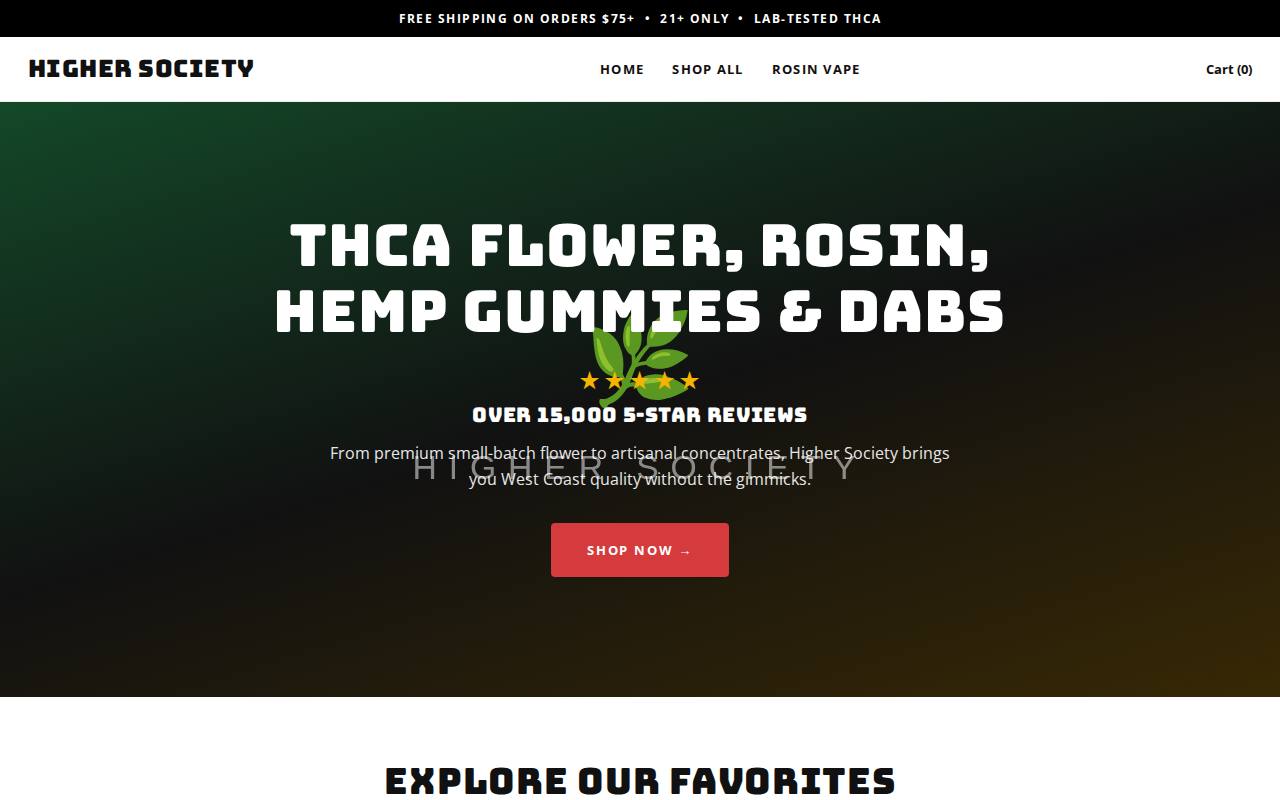 FREE SHIPPING ON ORDERS $75+ • 21+ ONLY • LAB-TESTED THCA
HIGHER SOCIETY
HOME SHOP ALL ROSIN VAPE
Cart (0)
THCA FLOWER, ROSIN,
HEMP GUMMIES & DABS
★★★★★
OVER 15,000 5-STAR REVIEWS
From premium small-batch flower to artisanal concentrates, Higher Society brings
HIGHER SOCIETY
you West Coast quality without the gimmicks.
SHOP NOW →
EXPLORE OUR FAVORITES